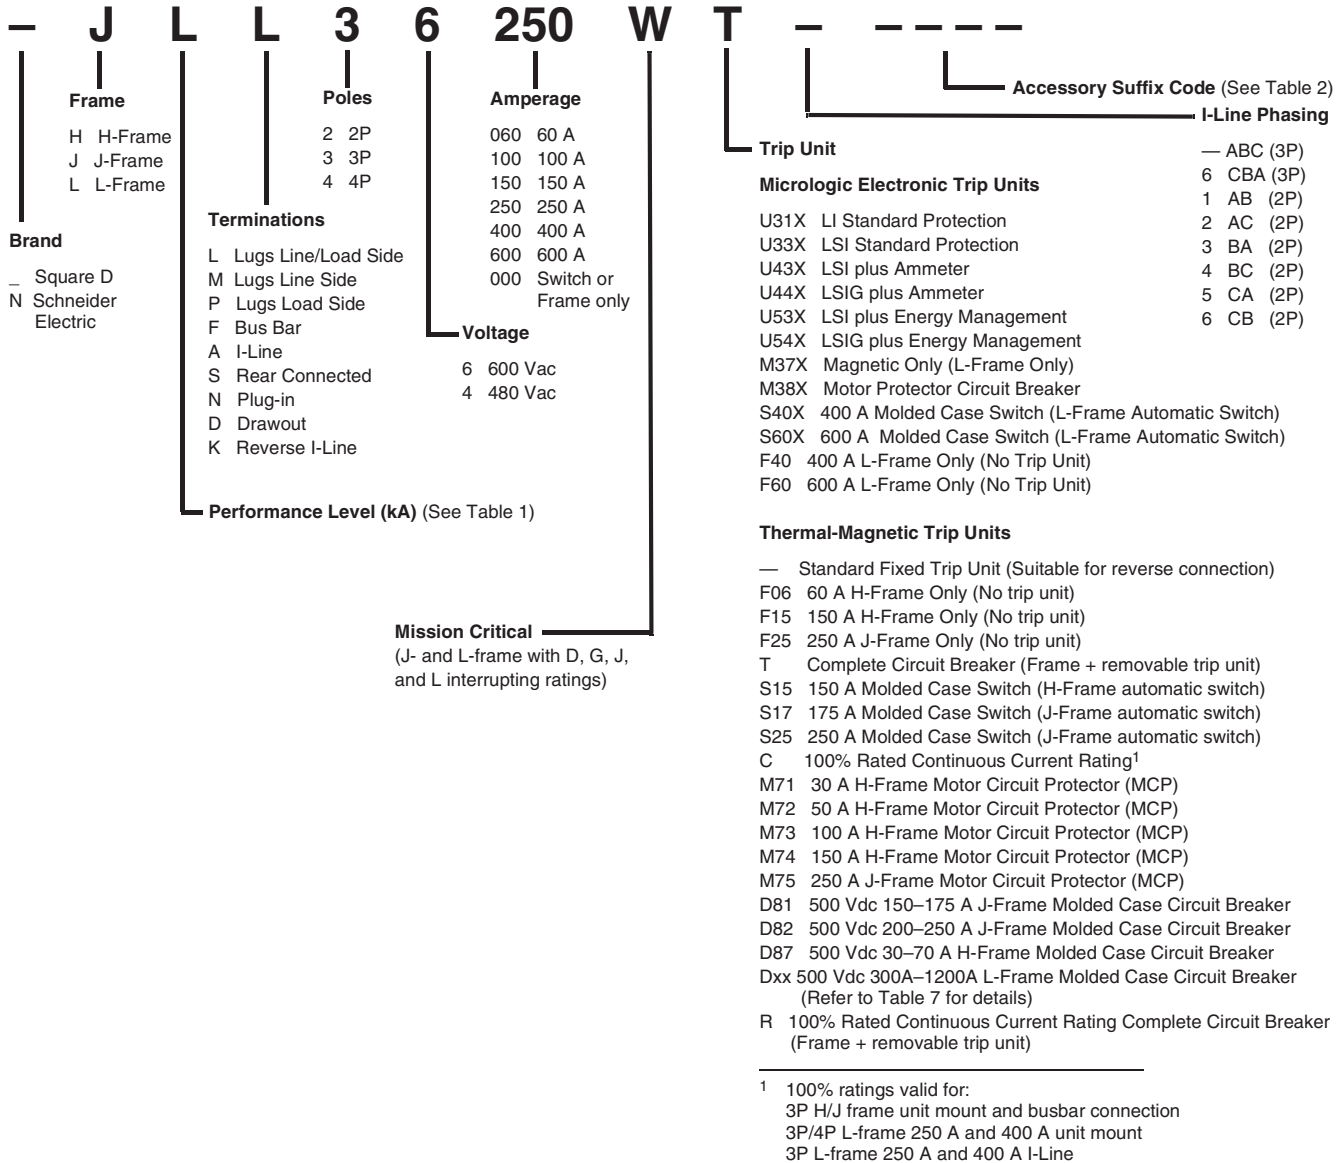 – J L L 3 6 250 W T – – – – –
Frame
H H-Frame
J J-Frame
L L-Frame
Poles
2 2P
3 3P
4 4P
Amperage
060 60 A
100 100 A
150 150 A
250 250 A
400 400 A
600 600 A
000 Switch or
Frame only
Accessory Suffix Code (See Table 2)
I-Line Phasing
— ABC (3P)
6 CBA (3P)
1 AB (2P)
2 AC (2P)
3 BA (2P)
4 BC (2P)
5 CA (2P)
6 CB (2P)
Brand
_ Square D
N Schneider
Electric
Terminations
L Lugs Line/Load Side
M Lugs Line Side
P Lugs Load Side
F Bus Bar
A I-Line
S Rear Connected
N Plug-in
D Drawout
K Reverse I-Line
Voltage
6 600 Vac
4 480 Vac
Performance Level (kA) (See Table 1)
Mission Critical
(J- and L-frame with D, G, J,
and L interrupting ratings)
Trip Unit
Micrologic Electronic Trip Units
U31X LI Standard Protection
U33X LSI Standard Protection
U43X LSI plus Ammeter
U44X LSIG plus Ammeter
U53X LSI plus Energy Management
U54X LSIG plus Energy Management
M37X Magnetic Only (L-Frame Only)
M38X Motor Protector Circuit Breaker
S40X 400 A Molded Case Switch (L-Frame Automatic Switch)
S60X 600 A Molded Case Switch (L-Frame Automatic Switch)
F40 400 A L-Frame Only (No Trip Unit)
F60 600 A L-Frame Only (No Trip Unit)
Thermal-Magnetic Trip Units
— Standard Fixed Trip Unit (Suitable for reverse connection)
F06 60 A H-Frame Only (No trip unit)
F15 150 A H-Frame Only (No trip unit)
F25 250 A J-Frame Only (No trip unit)
T Complete Circuit Breaker (Frame + removable trip unit)
S15 150 A Molded Case Switch (H-Frame automatic switch)
S17 175 A Molded Case Switch (J-Frame automatic switch)
S25 250 A Molded Case Switch (J-Frame automatic switch)
C 100% Rated Continuous Current Rating1
M71 30 A H-Frame Motor Circuit Protector (MCP)
M72 50 A H-Frame Motor Circuit Protector (MCP)
M73 100 A H-Frame Motor Circuit Protector (MCP)
M74 150 A H-Frame Motor Circuit Protector (MCP)
M75 250 A J-Frame Motor Circuit Protector (MCP)
D81 500 Vdc 150–175 A J-Frame Molded Case Circuit Breaker
D82 500 Vdc 200–250 A J-Frame Molded Case Circuit Breaker
D87 500 Vdc 30–70 A H-Frame Molded Case Circuit Breaker
Dxx 500 Vdc 300A–1200A L-Frame Molded Case Circuit Breaker
(Refer to Table 7 for details)
R 100% Rated Continuous Current Rating Complete Circuit Breaker
(Frame + removable trip unit)
1 100% ratings valid for:
3P H/J frame unit mount and busbar connection
3P/4P L-frame 250 A and 400 A unit mount
3P L-frame 250 A and 400 A I-Line